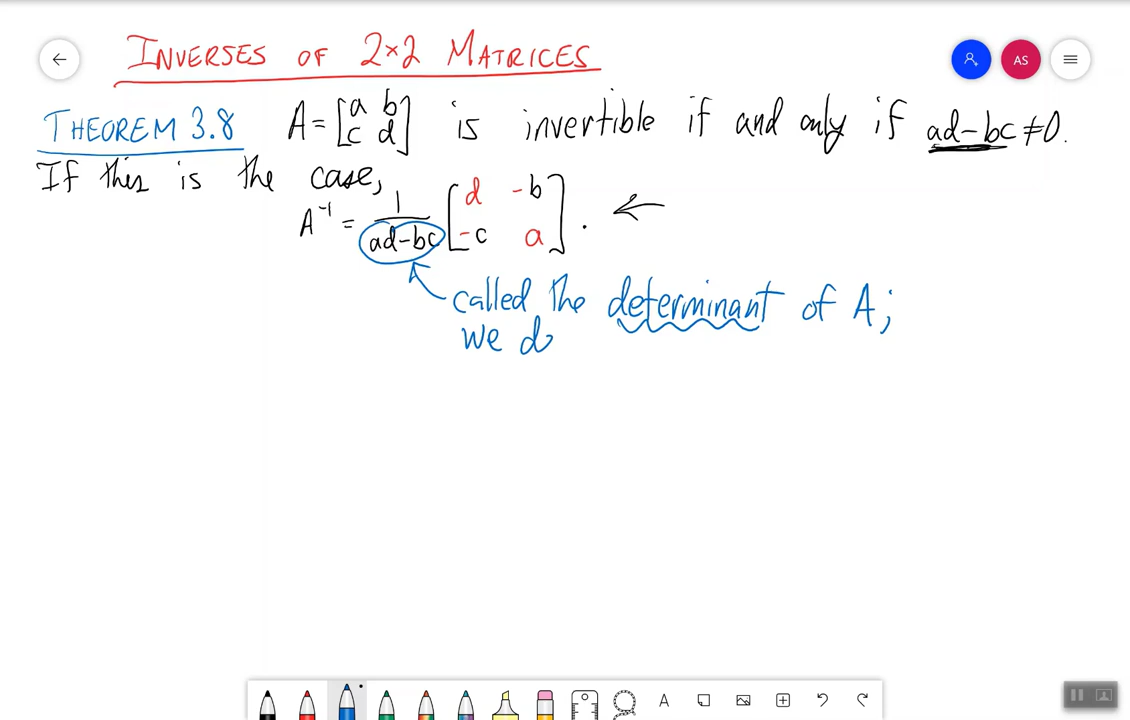 INVERSES OF 2×2 MATRICES
AS
THEOREM 3.8 A = [a b; c d] is invertible if and only if ad-bc≠0.
If this is the case,
A⁻¹ = 1/(ad-bc) [d -b; -c a]. ←
called the determinant of A;
we do
A